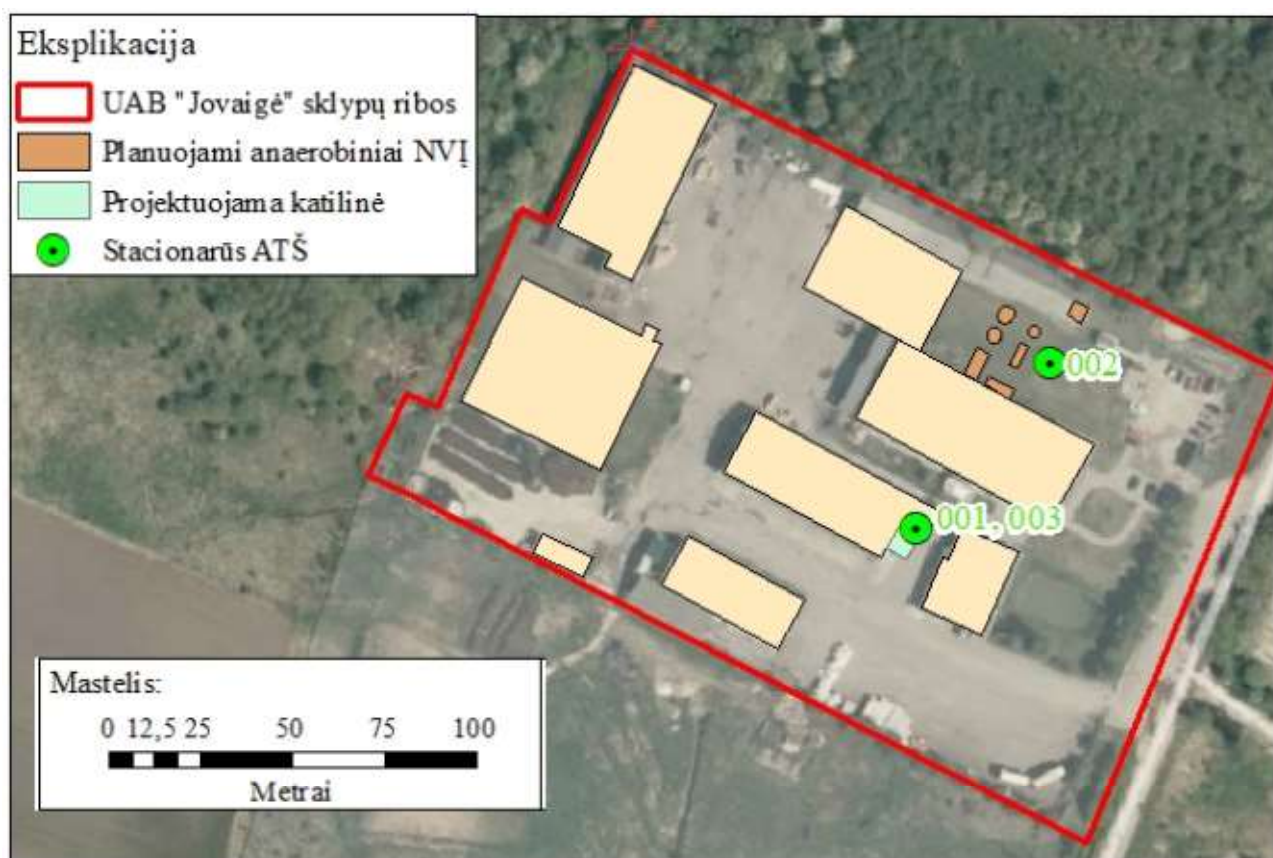 Eksplikacija
UAB "Jovaigė" sklypų ribos
Planuojami anaerobiniai NVĮ
Projektuojama katilinė
Stacionarūs ATŠ
002
001, 003
Mastelis:
0 12,5 25 50 75 100
Metrai